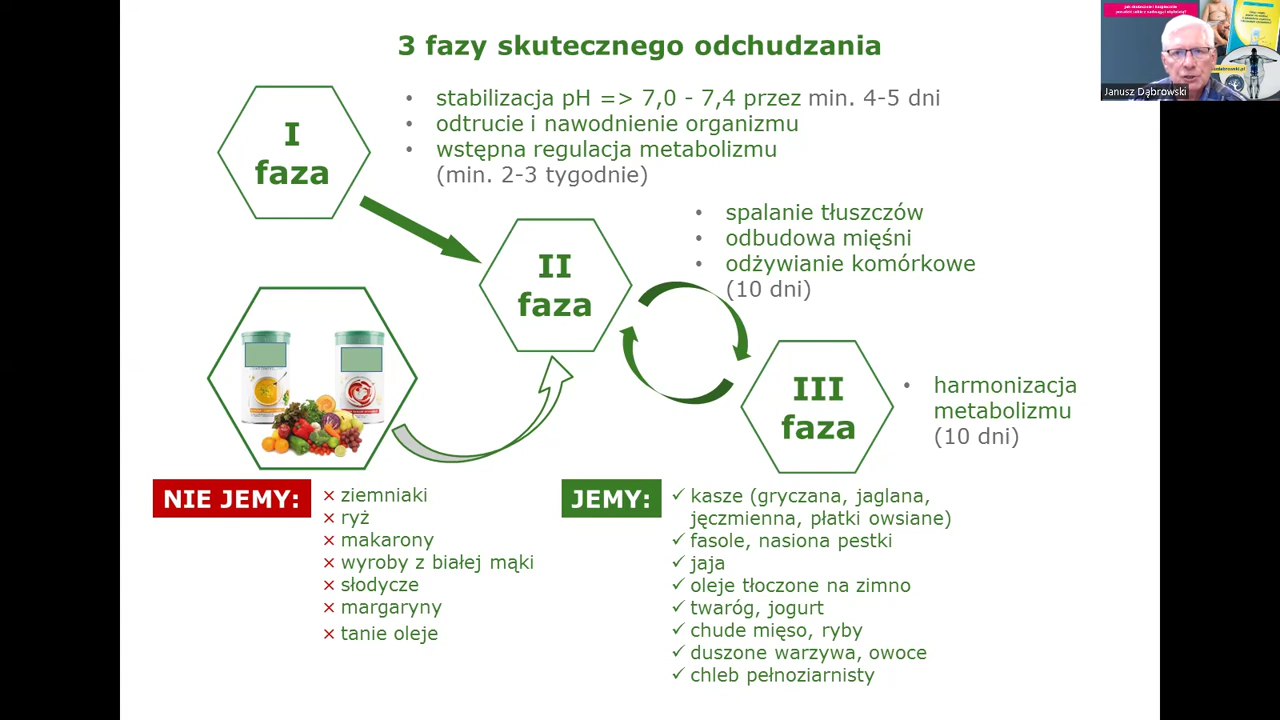 3 fazy skutecznego odchudzania
Janusz Dąbrowski
I
faza
• stabilizacja pH => 7,0 - 7,4 przez min. 4-5 dni
• odtrucie i nawodnienie organizmu
• wstępna regulacja metabolizmu
(min. 2-3 tygodnie)
II
faza
• spalanie tłuszczów
• odbudowa mięśni
• odżywianie komórkowe
(10 dni)
III
faza
• harmonizacja
metabolizmu
(10 dni)
NIE JEMY:
× ziemniaki
× ryż
× makarony
× wyroby z białej mąki
× słodycze
× margaryny
× tanie oleje
JEMY:
✓ kasze (gryczana, jaglana,
jęczmienna, płatki owsiane)
✓ fasole, nasiona pestki
✓ jaja
✓ oleje tłoczone na zimno
✓ twaróg, jogurt
✓ chude mięso, ryby
✓ duszone warzywa, owoce
✓ chleb pełnoziarnisty